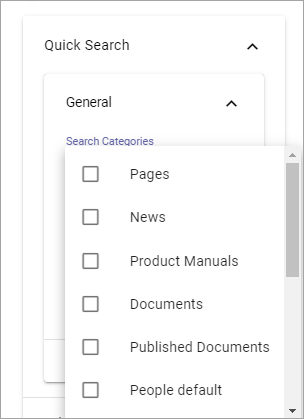 Quick Search
General
Search Categories
Pages
News
Product Manuals
Documents
Published Documents
People default